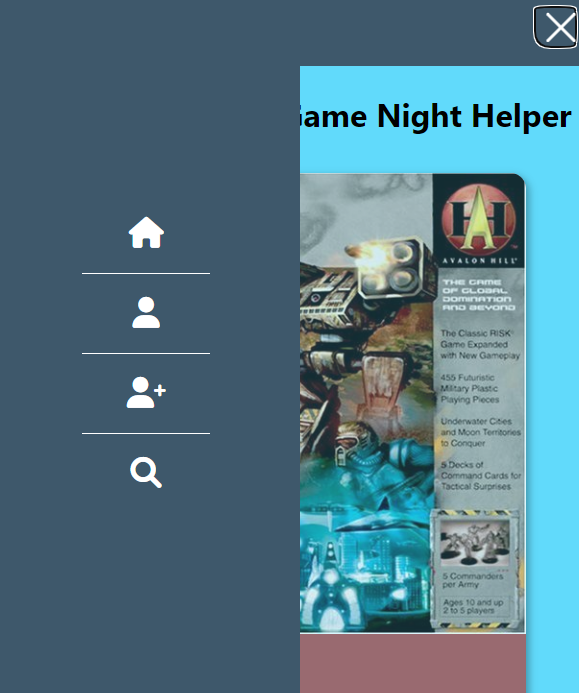 Game Night Helper
AVALON HILL
THE GAME
OF GLOBAL
DOMINATION
AND BEYOND
The Classic RISK®
Game Expanded
with New Gameplay
455 Futuristic
Military Plastic
Playing Pieces
Underwater Cities
and Moon Territories
to Conquer
5 Decks of
Command Cards for
Tactical Surprises
5 Commanders
per Army
Ages 10 and up
2 to 5 players